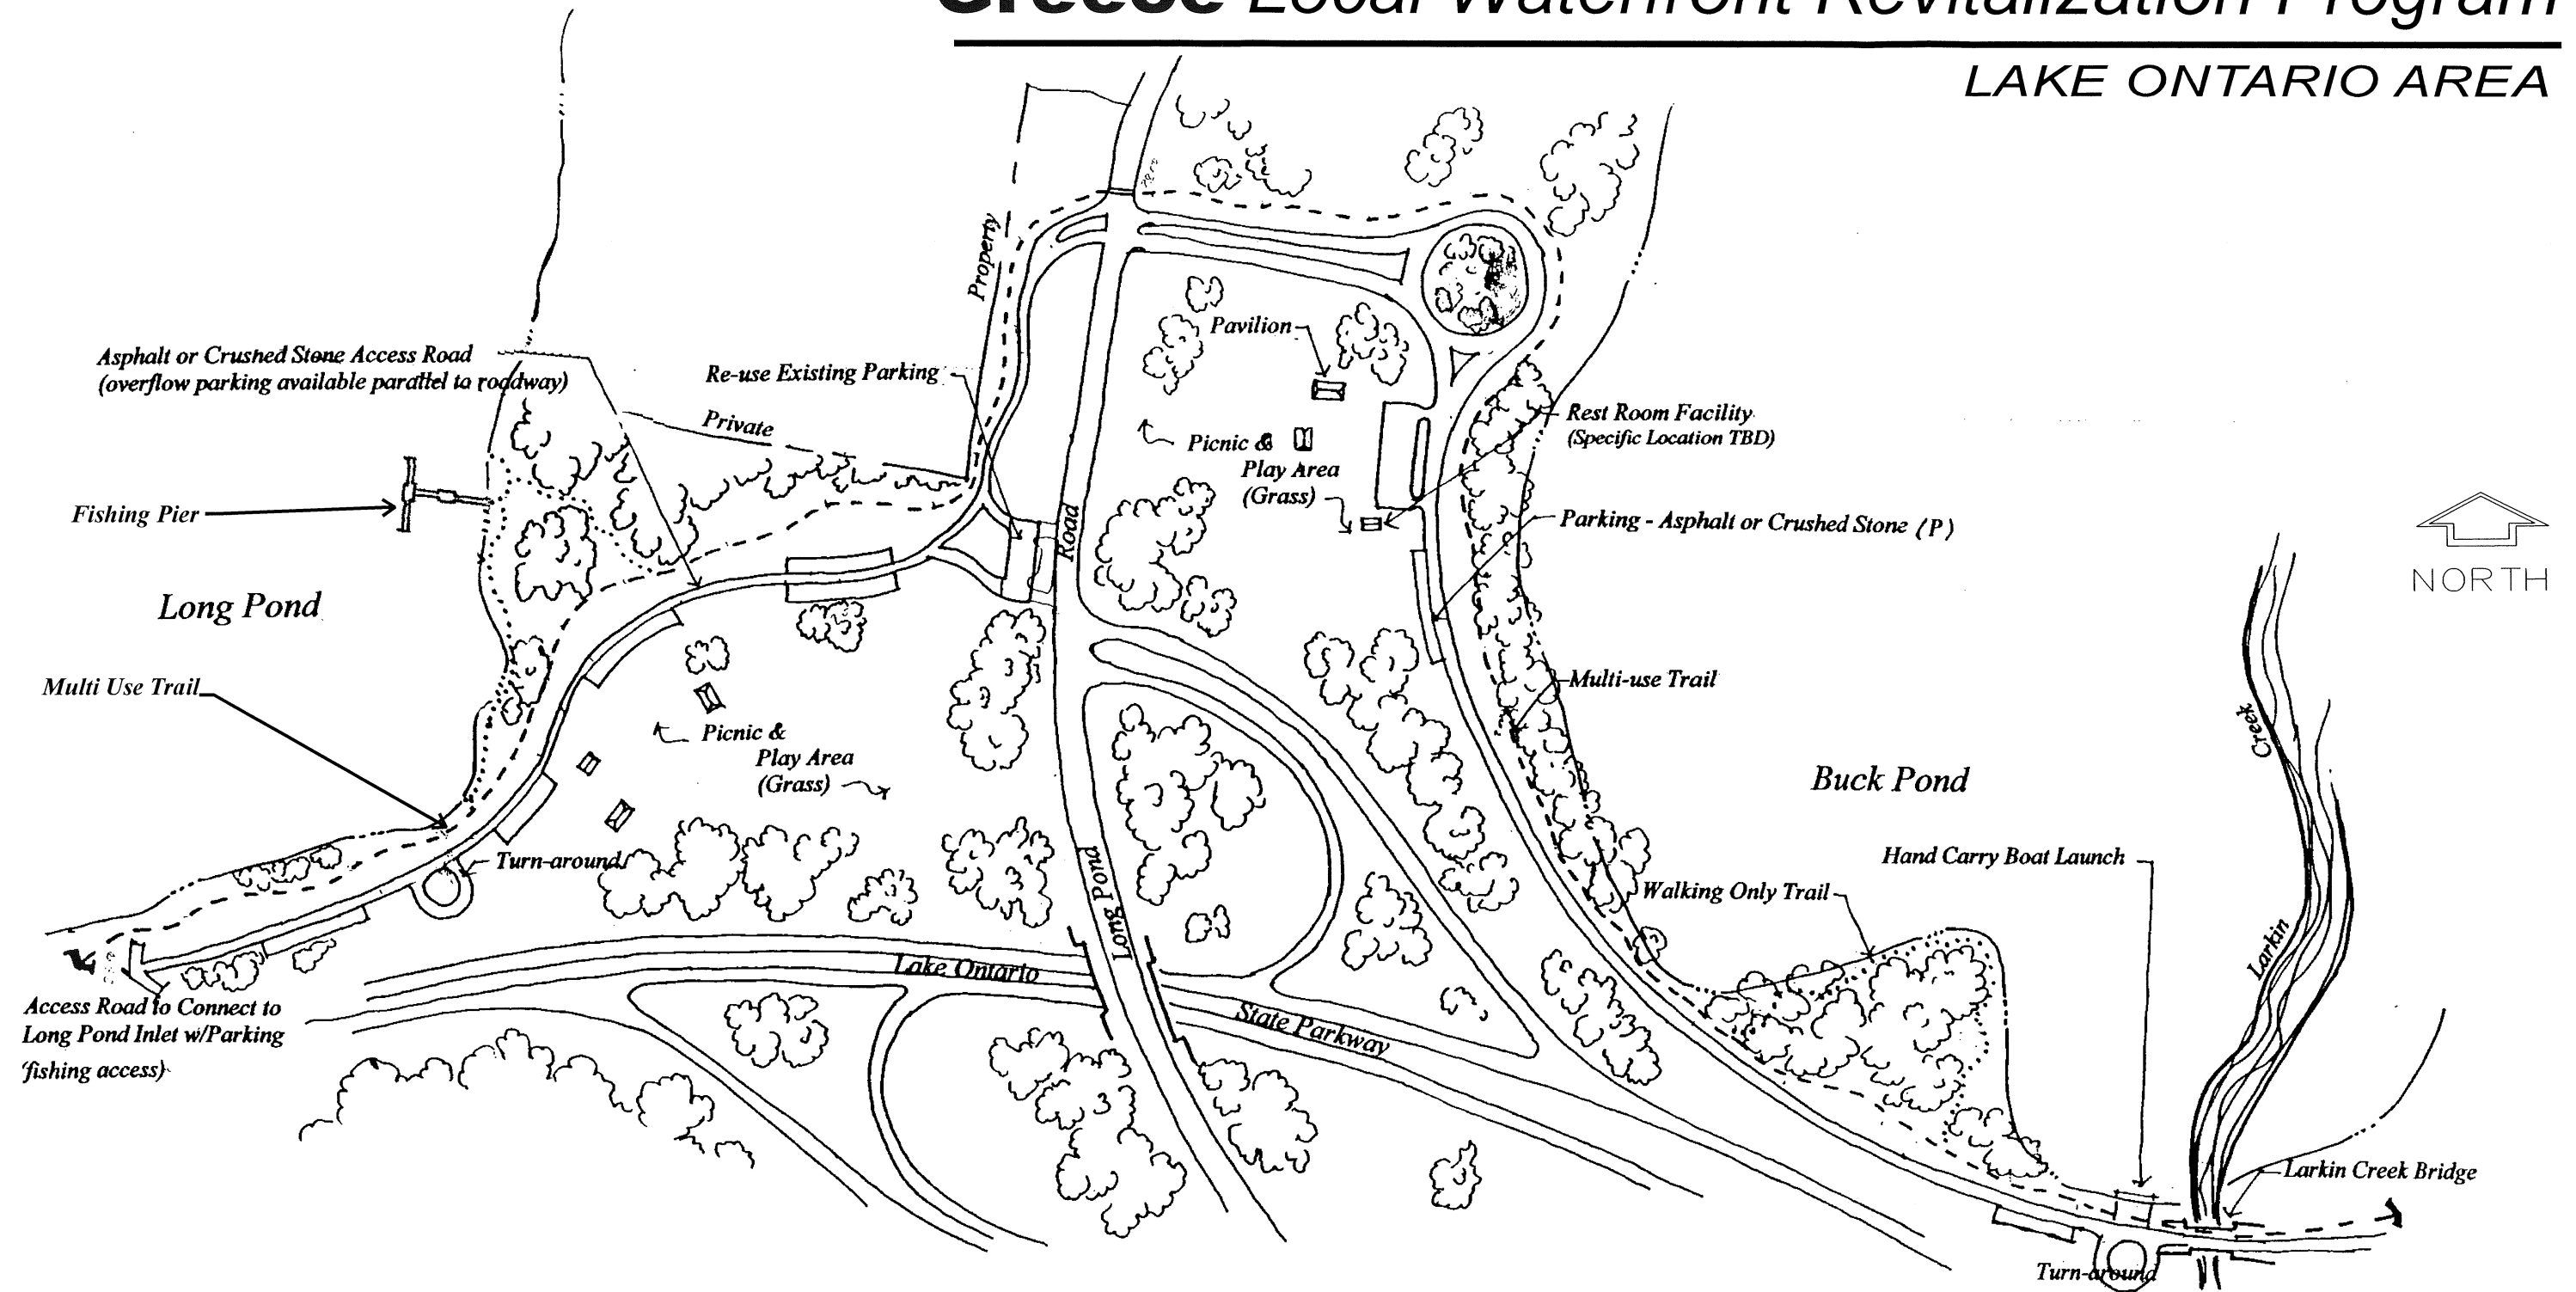 Greece Local Waterfront Revitalization Program
LAKE ONTARIO AREA
Property
Asphalt or Crushed Stone Access Road
(overflow parking available parallel to roadway)
Re-use Existing Parking
Pavilion
Private
Rest Room Facility
(Specific Location TBD)
Picnic &
Play Area
(Grass)
Fishing Pier
Road
Parking - Asphalt or Crushed Stone (P)
NORTH
Long Pond
Multi Use Trail
Multi-use Trail
Picnic &
Play Area
(Grass)
Creek
Buck Pond
Turn-around
Long Pond
Hand Carry Boat Launch
Walking Only Trail
Larkin
Lake Ontario
State Parkway
Access Road to Connect to
Long Pond Inlet w/Parking
(fishing access)
Larkin Creek Bridge
Turn-around